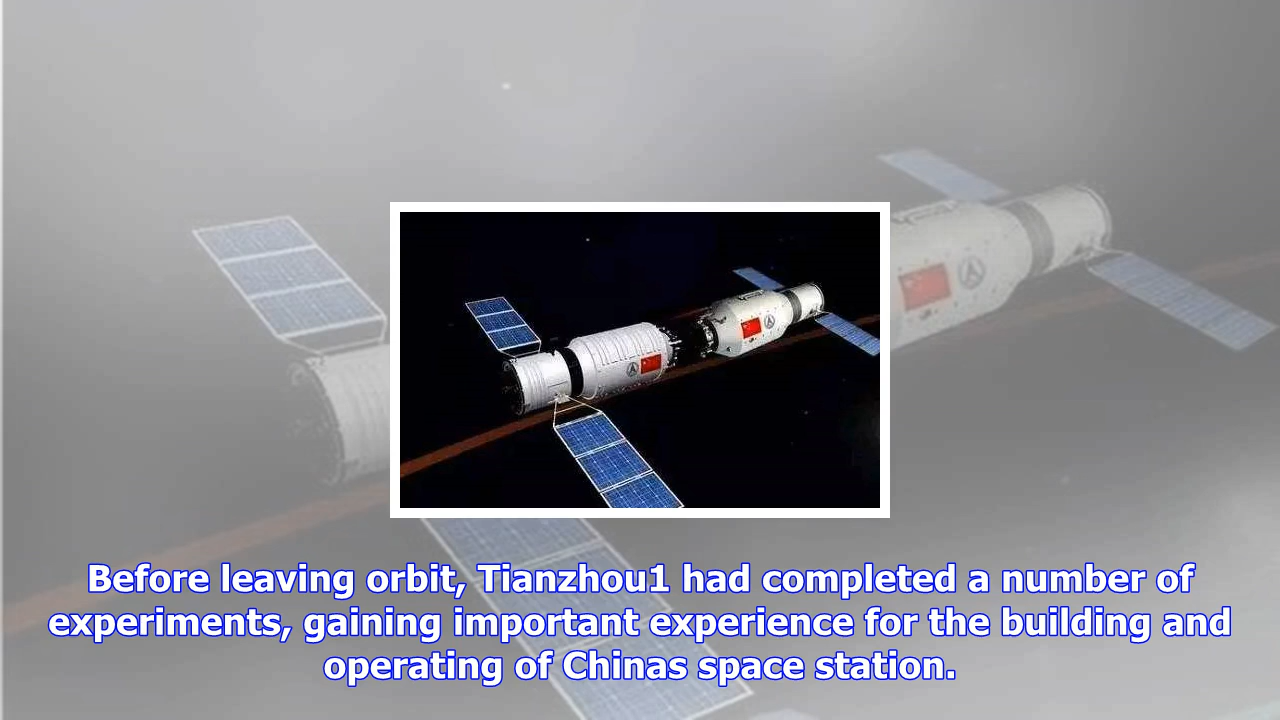 Before leaving orbit, Tianzhou1 had completed a number of
experiments, gaining important experience for the building and
operating of Chinas space station.